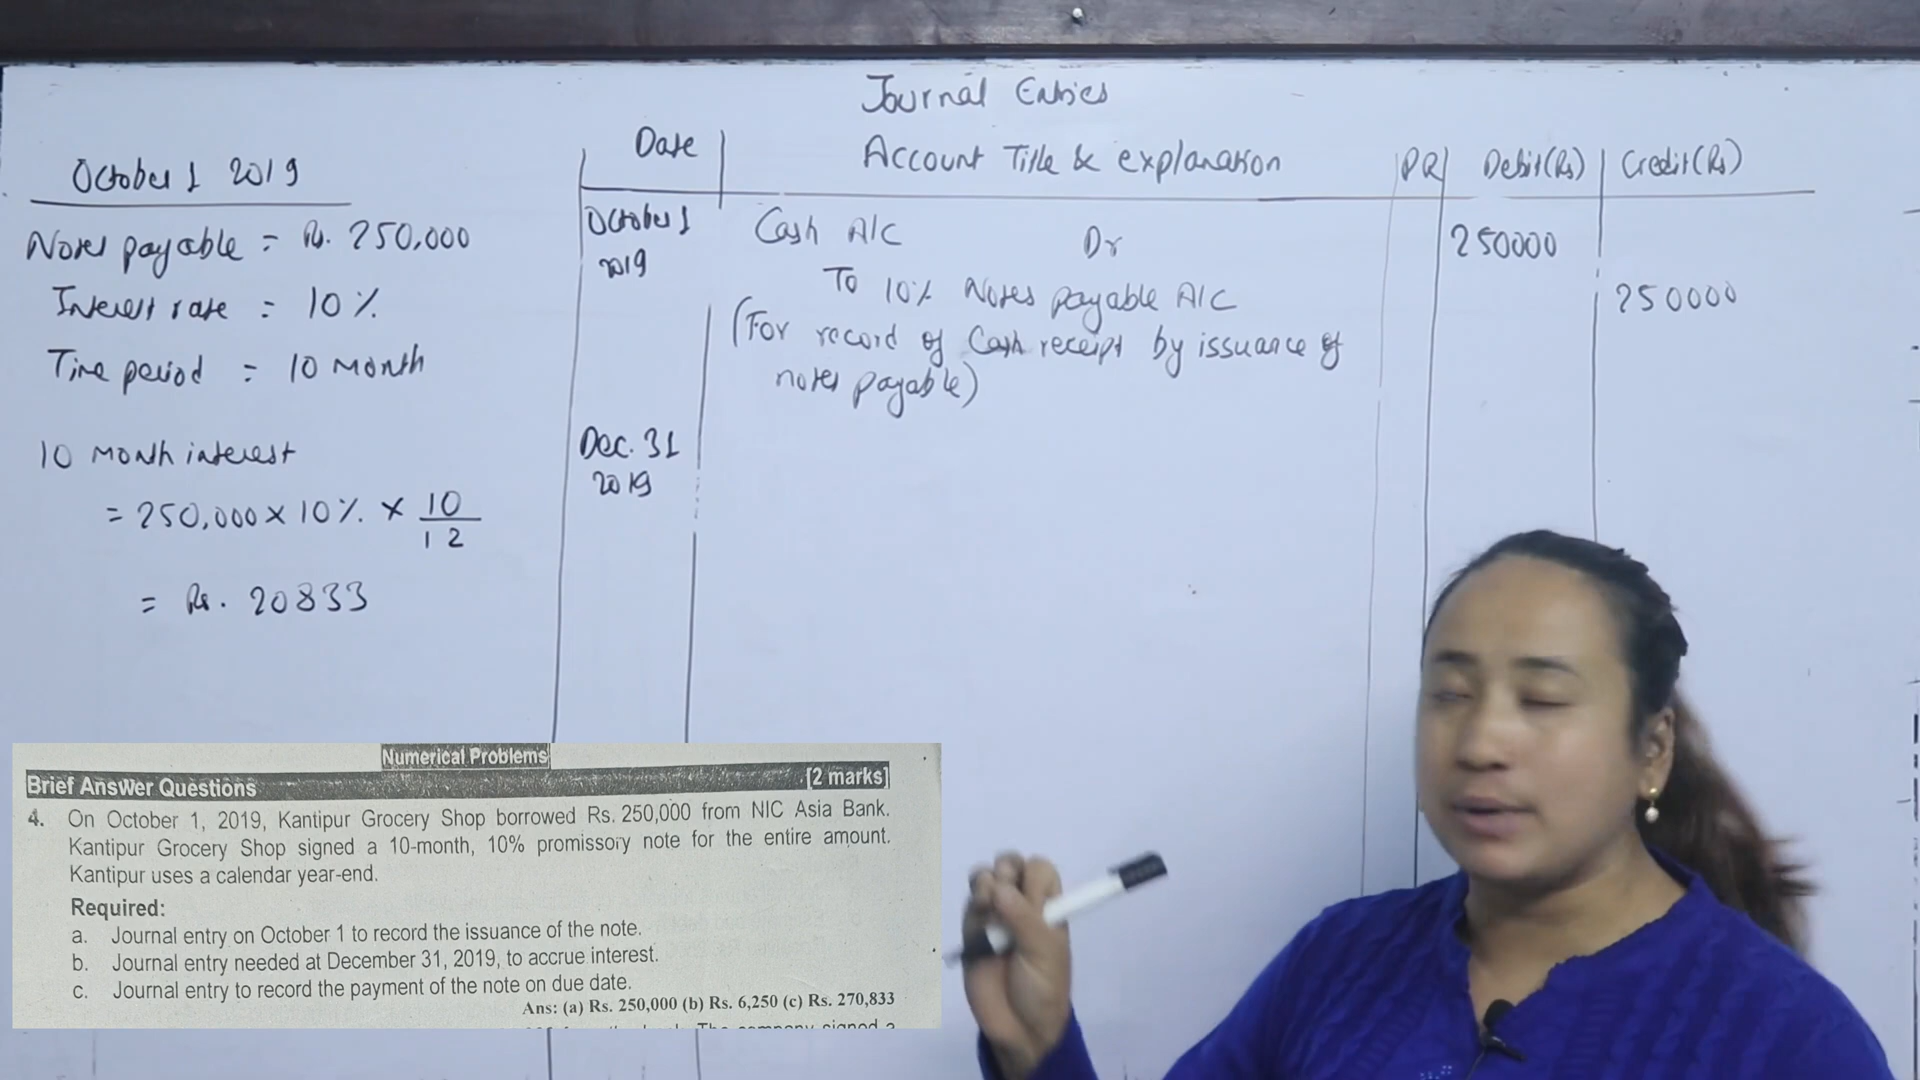 Journal Entries
October 1 2019
Notes payable = Rs. 250,000
Interest rate = 10%
Time period = 10 month
10 month interest
= 250,000 × 10% × 10/12
= Rs. 20833
Date | Account Title & explanation | PR | Debit (Rs) | Credit (Rs)
October 1 Cash A/C Dr 250000
2019
To 10% Notes payable A/C 250000
(For record of Cash receipt by issuance of
notes payable)
Dec. 31
2019
Numerical Problems
Brief Answer Questions [2 marks]
4. On October 1, 2019, Kantipur Grocery Shop borrowed Rs. 250,000 from NIC Asia Bank.
Kantipur Grocery Shop signed a 10-month, 10% promissory note for the entire amount.
Kantipur uses a calendar year-end.
Required:
a. Journal entry on October 1 to record the issuance of the note.
b. Journal entry needed at December 31, 2019, to accrue interest.
c. Journal entry to record the payment of the note on due date.
Ans: (a) Rs. 250,000 (b) Rs. 6,250 (c) Rs. 270,833